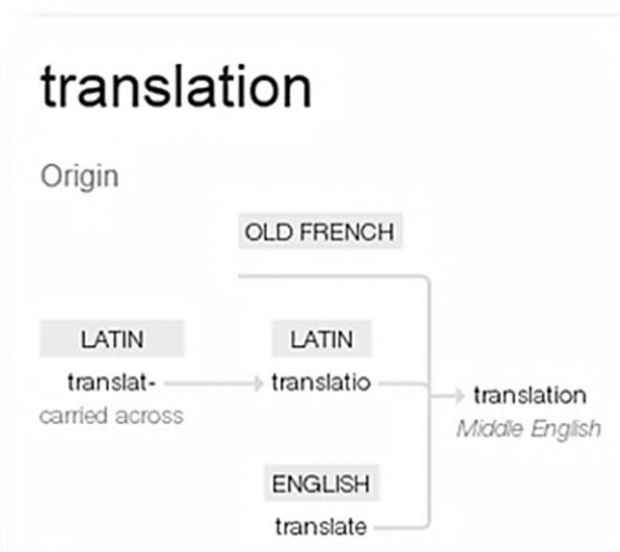 translation
Origin
OLD FRENCH
LATIN
LATIN
translat-
translatio
translation
carried across
Middle English
ENGLISH
translate